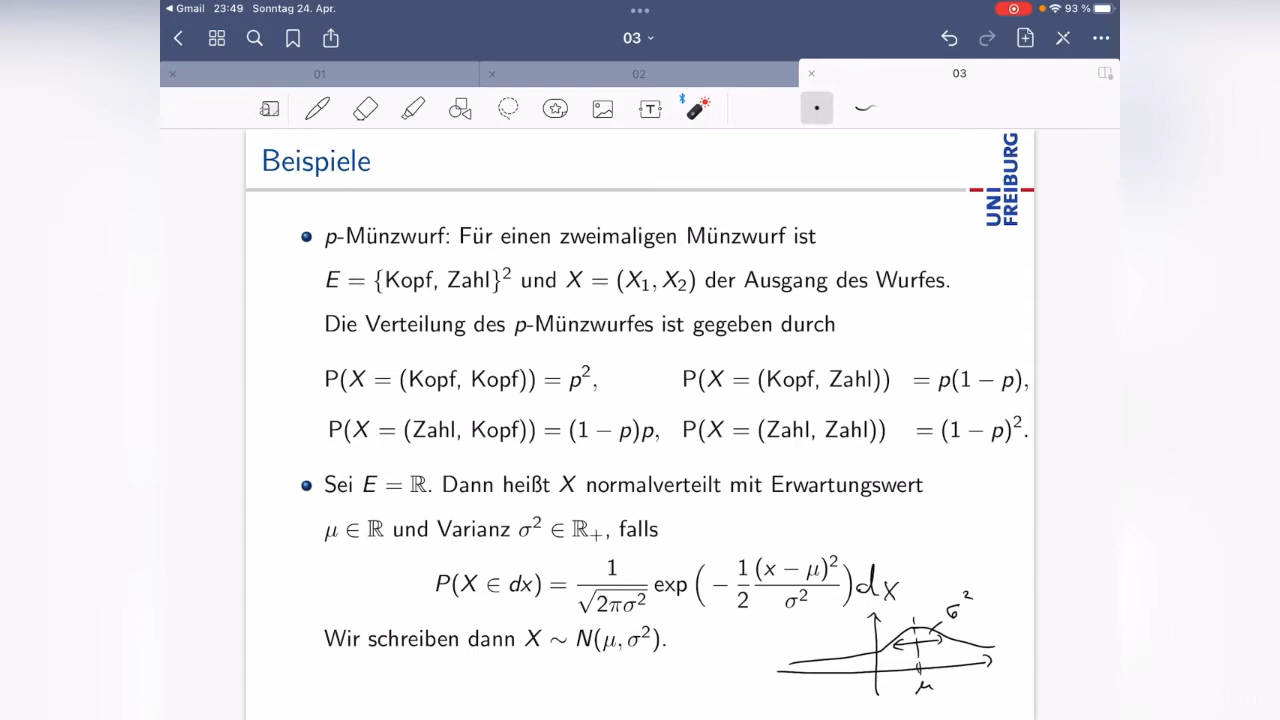 ◀ Gmail 23:49 Sonntag 24. Apr. 93 %
03
01 02 03
Beispiele
UNI FREIBURG
p-Münzwurf: Für einen zweimaligen Münzwurf ist
E = {Kopf, Zahl}² und X = (X₁, X₂) der Ausgang des Wurfes.
Die Verteilung des p-Münzwurfes ist gegeben durch
P(X = (Kopf, Kopf)) = p², P(X = (Kopf, Zahl)) = p(1 − p),
P(X = (Zahl, Kopf)) = (1 − p)p, P(X = (Zahl, Zahl)) = (1 − p)².
Sei E = ℝ. Dann heißt X normalverteilt mit Erwartungswert
μ ∈ ℝ und Varianz σ² ∈ ℝ₊, falls
P(X ∈ dx) = 1/√(2πσ²) exp(− 1/2 (x − μ)²/σ²) dx
σ²
Wir schreiben dann X ∼ N(μ, σ²).
μ